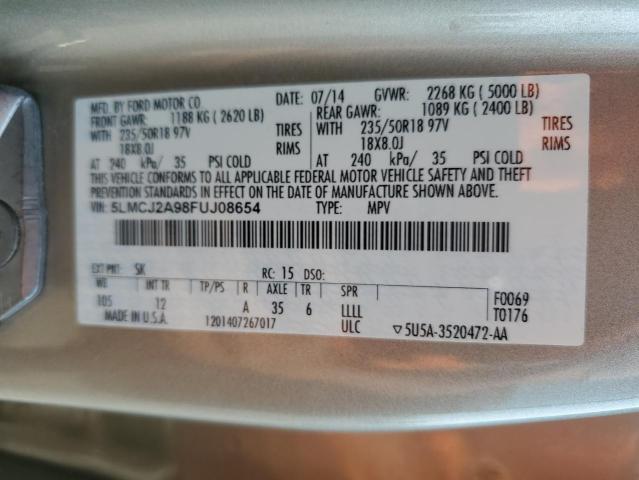 MFD. BY FORD MOTOR CO. DATE: 07/14 GVWR: 2268 KG ( 5000 LB)
FRONT GAWR: 1188 KG ( 2620 LB) REAR GAWR: 1089 KG ( 2400 LB)
WITH 235/50R18 97V TIRES WITH 235/50R18 97V TIRES
18X8.0J RIMS 18X8.0J RIMS
AT 240 kPa/ 35 PSI COLD AT 240 kPa/ 35 PSI COLD
THIS VEHICLE CONFORMS TO ALL APPLICABLE FEDERAL MOTOR VEHICLE SAFETY AND THEFT
PREVENTION STANDARDS IN EFFECT ON THE DATE OF MANUFACTURE SHOWN ABOVE.
VIN: 5LMCJ2A98FUJ08654 TYPE: MPV
EXT PNT: SK RC: 15 DSO:
WB INT TR TP/PS R AXLE TR SPR
105 12 A 35 6 LLLL F0069
MADE IN U.S.A. 1201407267017 ULC T0176
▽5U5A-3520472-AA